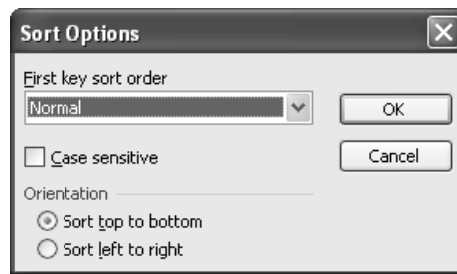 Sort Options
First key sort order
Normal
OK
Case sensitive
Cancel
Orientation
Sort top to bottom
Sort left to right